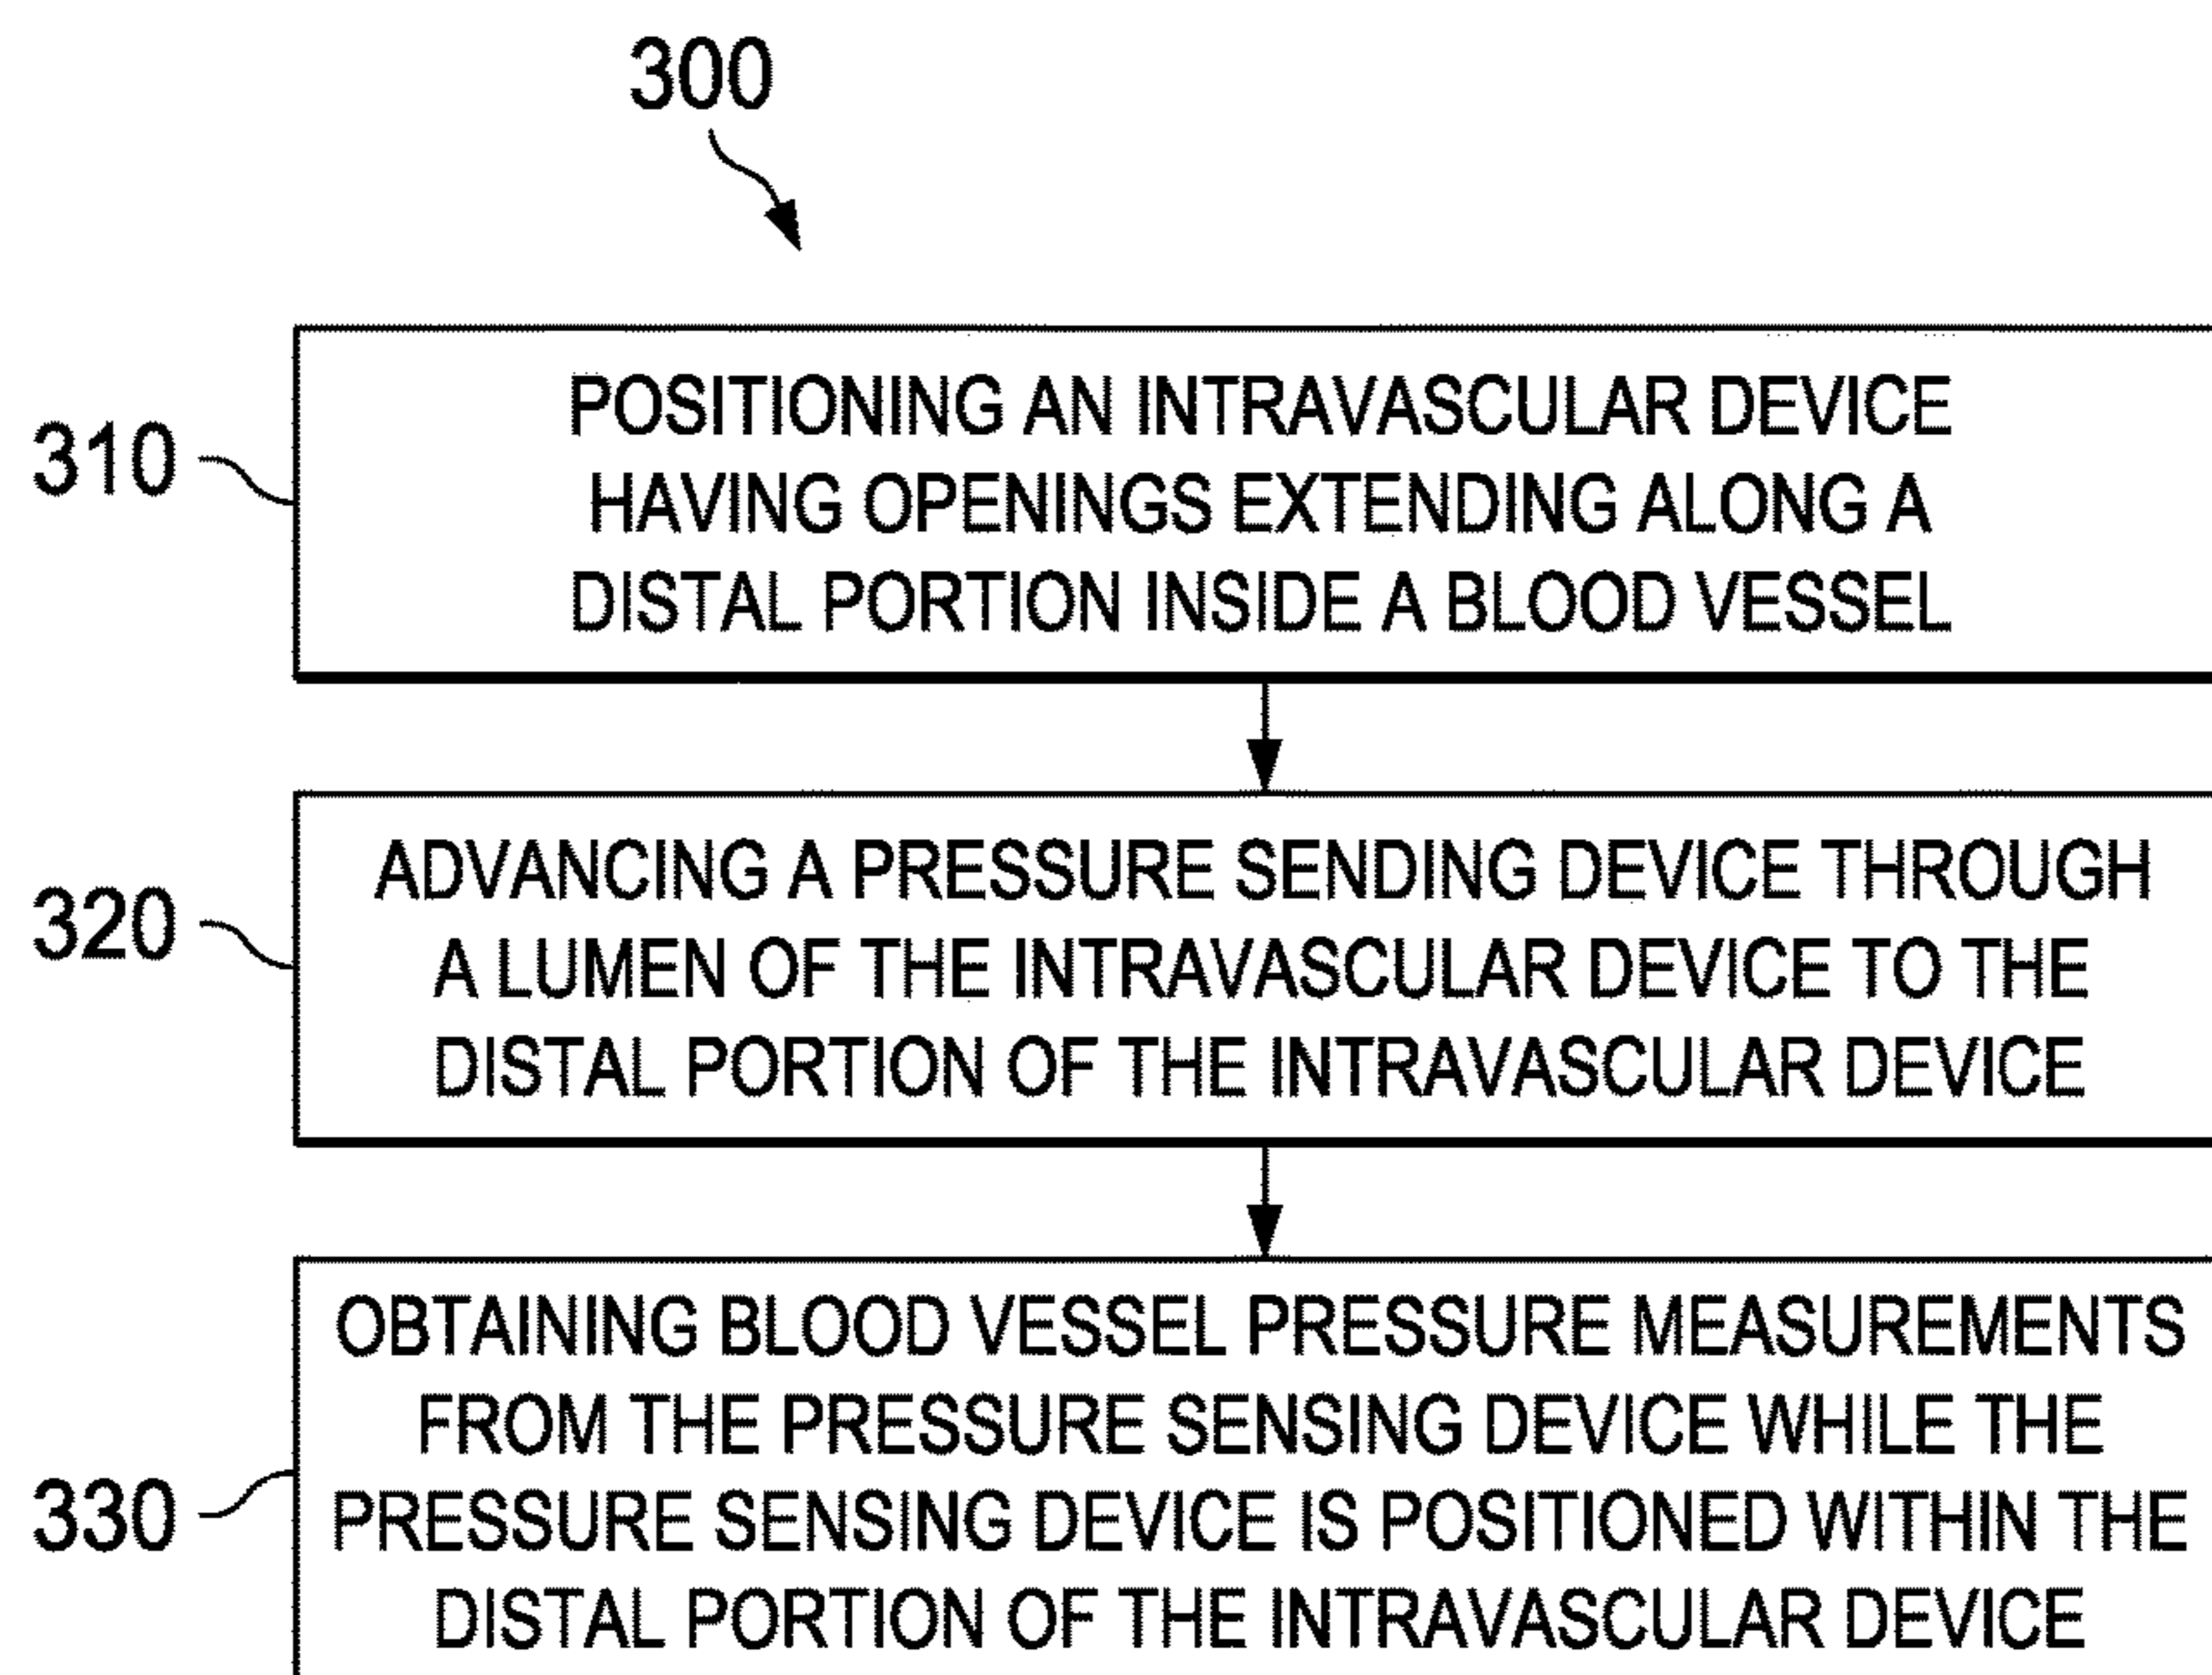 300
310
POSITIONING AN INTRAVASCULAR DEVICE
HAVING OPENINGS EXTENDING ALONG A
DISTAL PORTION INSIDE A BLOOD VESSEL
320
ADVANCING A PRESSURE SENDING DEVICE THROUGH
A LUMEN OF THE INTRAVASCULAR DEVICE TO THE
DISTAL PORTION OF THE INTRAVASCULAR DEVICE
330
OBTAINING BLOOD VESSEL PRESSURE MEASUREMENTS
FROM THE PRESSURE SENSING DEVICE WHILE THE
PRESSURE SENSING DEVICE IS POSITIONED WITHIN THE
DISTAL PORTION OF THE INTRAVASCULAR DEVICE